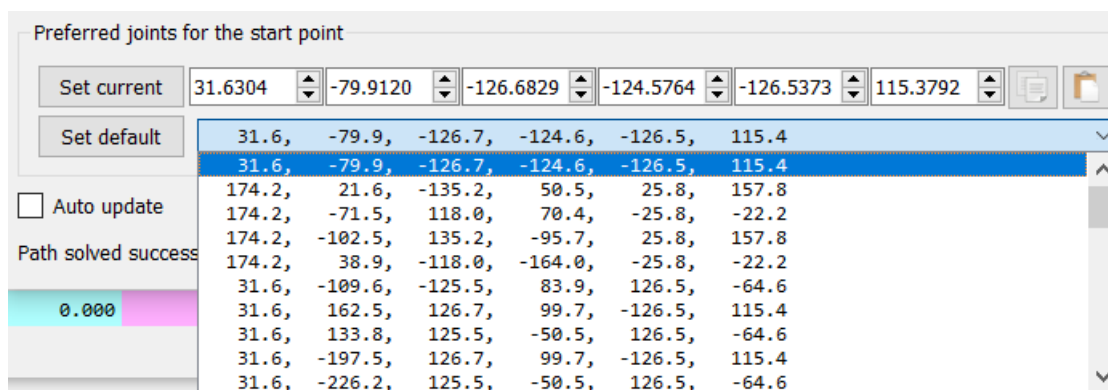 Preferred joints for the start point
Set current 31.6304 -79.9120 -126.6829 -124.5764 -126.5373 115.3792
Set default 31.6, -79.9, -126.7, -124.6, -126.5, 115.4
31.6, -79.9, -126.7, -124.6, -126.5, 115.4
174.2, 21.6, -135.2, 50.5, 25.8, 157.8
Auto update
174.2, -71.5, 118.0, 70.4, -25.8, -22.2
174.2, -102.5, 135.2, -95.7, 25.8, 157.8
Path solved success
174.2, 38.9, -118.0, -164.0, -25.8, -22.2
31.6, -109.6, -125.5, 83.9, 126.5, -64.6
0.000
31.6, 162.5, 126.7, 99.7, -126.5, 115.4
31.6, 133.8, 125.5, -50.5, 126.5, -64.6
31.6, -197.5, 126.7, 99.7, -126.5, 115.4
31.6, -226.2, 125.5, -50.5, 126.5, -64.6